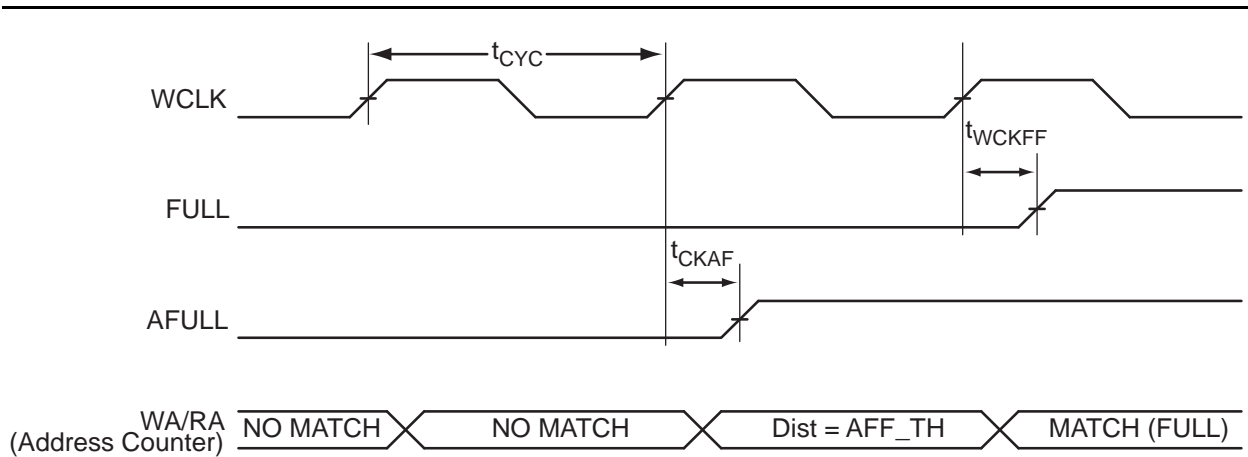 tCYC
WCLK
tWCKFF
FULL
tCKAF
AFULL
WA/RA
(Address Counter)
NO MATCH
NO MATCH
Dist = AFF_TH
MATCH (FULL)